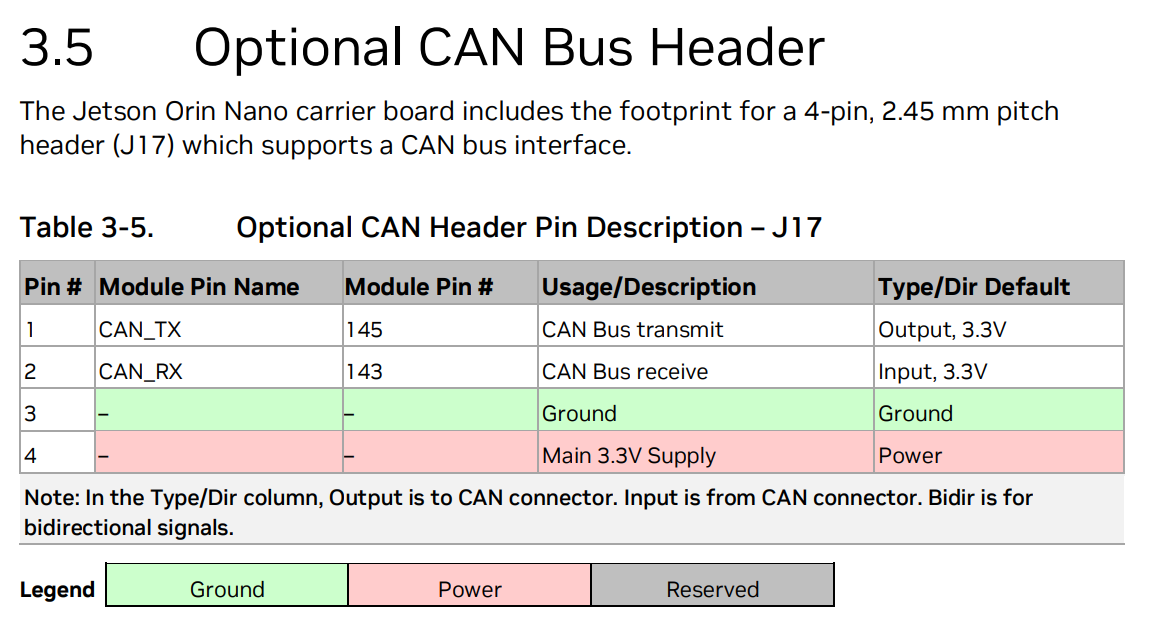 3.5 Optional CAN Bus Header
The Jetson Orin Nano carrier board includes the footprint for a 4-pin, 2.45 mm pitch
header (J17) which supports a CAN bus interface.
Table 3-5. Optional CAN Header Pin Description – J17
Pin # Module Pin Name Module Pin # Usage/Description Type/Dir Default
1 CAN_TX 145 CAN Bus transmit Output, 3.3V
2 CAN_RX 143 CAN Bus receive Input, 3.3V
3 – – Ground Ground
4 – – Main 3.3V Supply Power
Note: In the Type/Dir column, Output is to CAN connector. Input is from CAN connector. Bidir is for
bidirectional signals.
Legend Ground Power Reserved